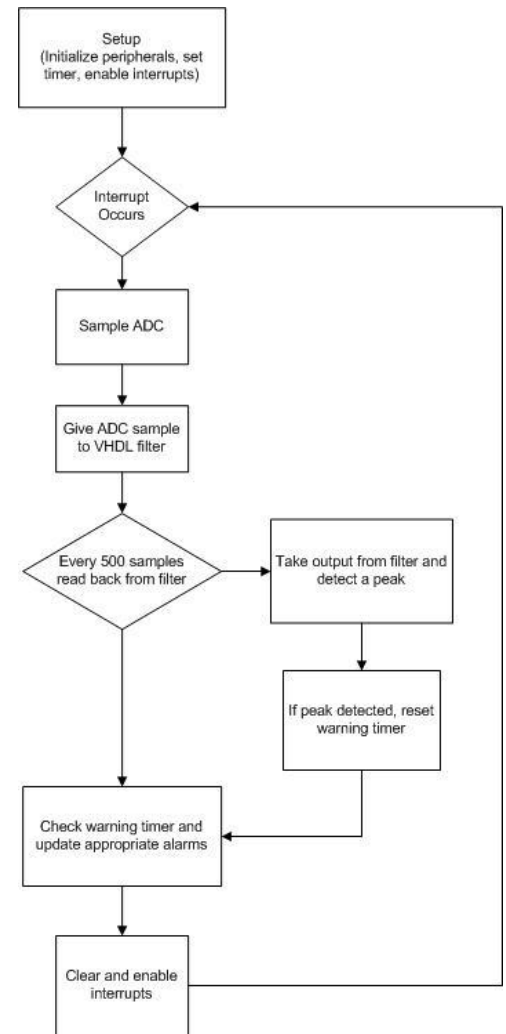 Setup
(Initialize peripherals, set
timer, enable interrupts)
Interrupt
Occurs
Sample ADC
Give ADC sample
to VHDL filter
Every 500 samples
read back from filter
Take output from filter and
detect a peak
If peak detected, reset
warning timer
Check warning timer and
update appropriate alarms
Clear and enable
interrupts